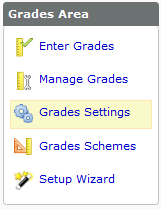 Grades Area
Enter Grades
Manage Grades
Grades Settings
Grades Schemes
Setup Wizard